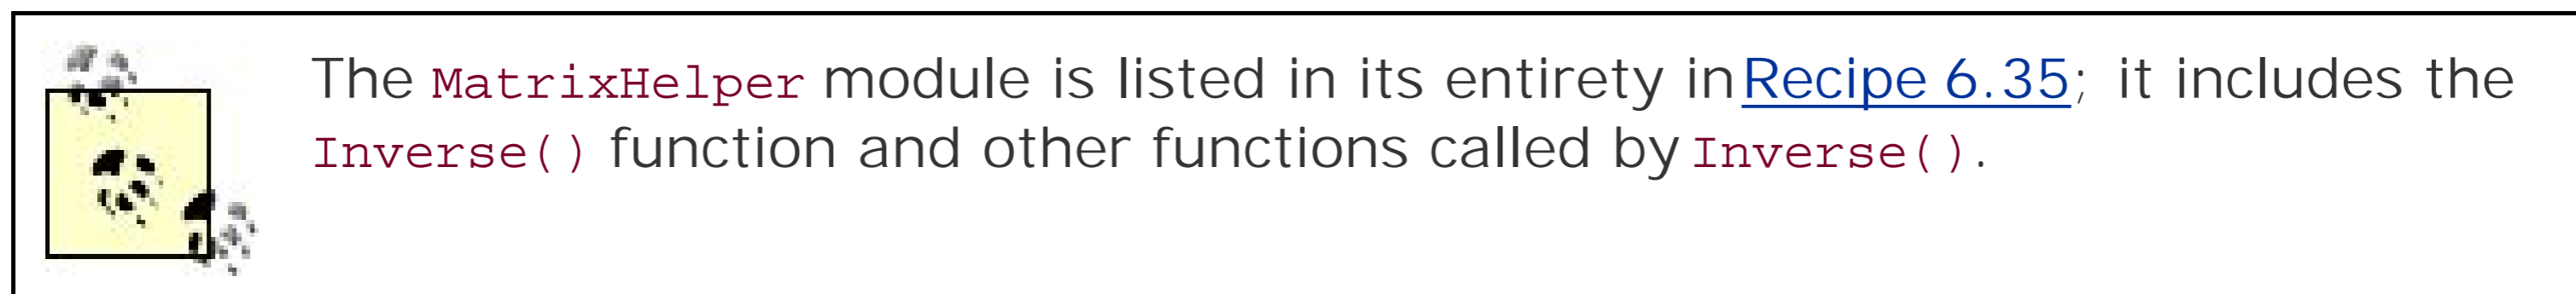 The MatrixHelper module is listed in its entirety in Recipe 6.35; it includes the
Inverse() function and other functions called by Inverse().